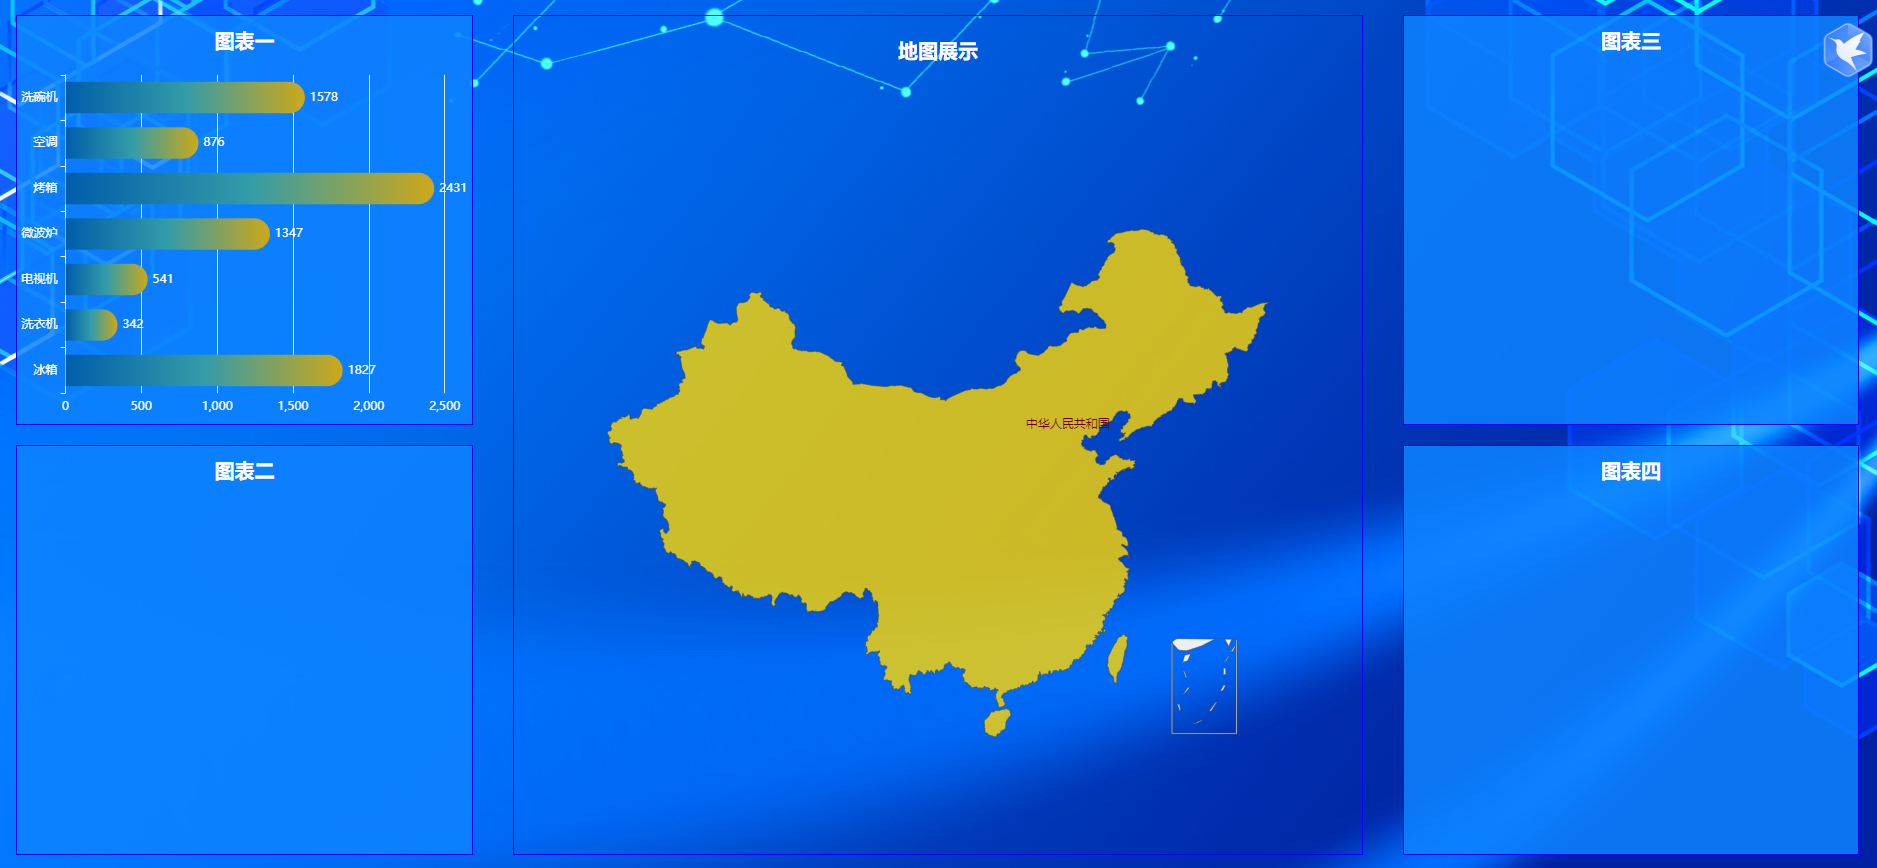 图表一
洗碗机 1578
空调 876
烤箱 2431
微波炉 1347
电视机 541
洗衣机 342
冰箱 1827
0 500 1,000 1,500 2,000 2,500
图表二
地图展示
中华人民共和国
图表三
图表四